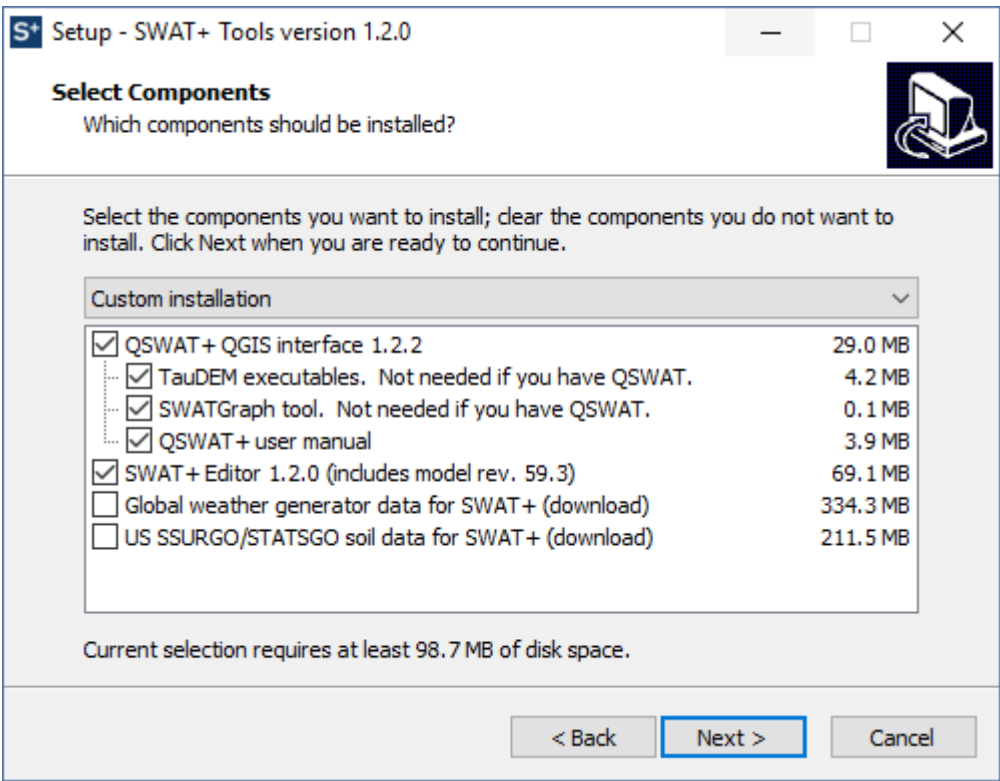 S+ Setup - SWAT+ Tools version 1.2.0
Select Components
Which components should be installed?
Select the components you want to install; clear the components you do not want to
install. Click Next when you are ready to continue.
Custom installation
QSWAT+ QGIS interface 1.2.2 29.0 MB
TauDEM executables. Not needed if you have QSWAT. 4.2 MB
SWATGraph tool. Not needed if you have QSWAT. 0.1 MB
QSWAT+ user manual 3.9 MB
SWAT+ Editor 1.2.0 (includes model rev. 59.3) 69.1 MB
Global weather generator data for SWAT+ (download) 334.3 MB
US SSURGO/STATSGO soil data for SWAT+ (download) 211.5 MB
Current selection requires at least 98.7 MB of disk space.
< Back Next > Cancel